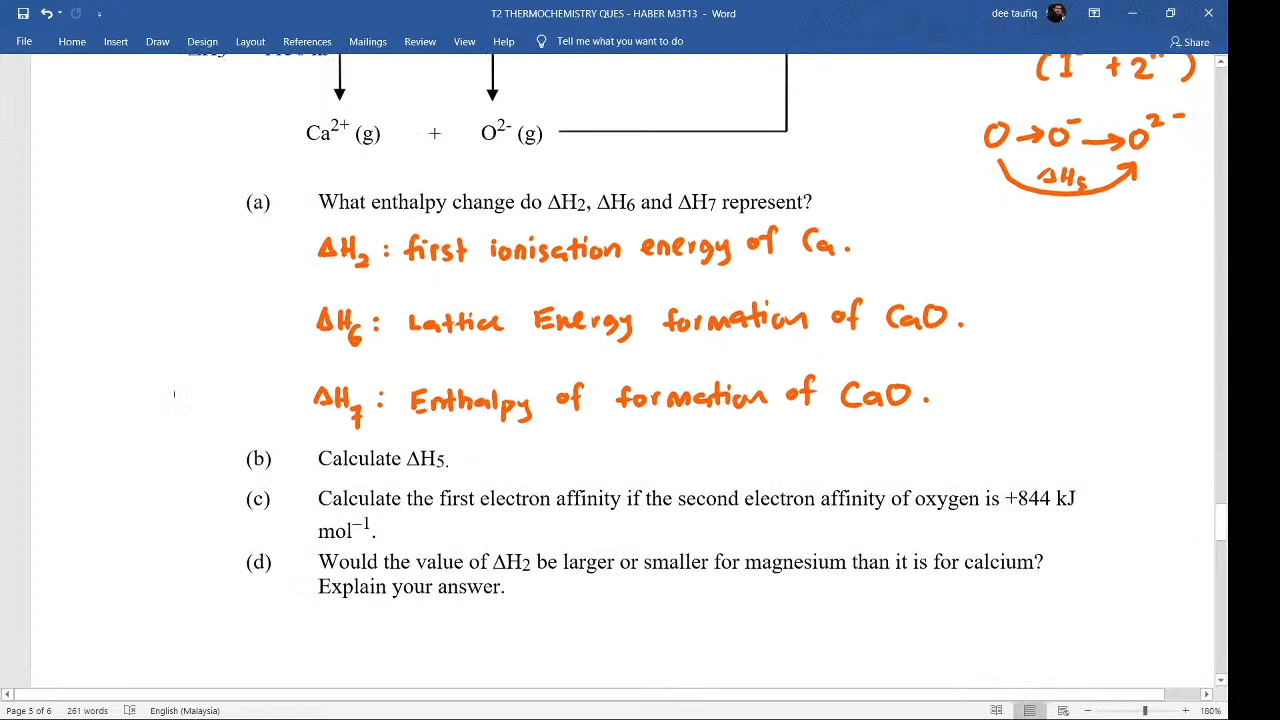 T2 THERMOCHEMISTRY QUES - HABER M3T13 - Word
dee taufiq
File Home Insert Draw Design Layout References Mailings Review View Help Tell me what you want to do
Share
(1st + 2nd)
Ca2+ (g) + O2- (g)
O → O- → O2-
ΔH5
(a) What enthalpy change do ΔH2, ΔH6 and ΔH7 represent?
ΔH2 : first ionisation energy of Ca.
ΔH6 : Lattice Energy formation of CaO.
ΔH7 : Enthalpy of formation of CaO.
(b) Calculate ΔH5.
(c) Calculate the first electron affinity if the second electron affinity of oxygen is +844 kJ
mol−1.
(d) Would the value of ΔH2 be larger or smaller for magnesium than it is for calcium?
Explain your answer.
Page 5 of 6 261 words English (Malaysia) 180%